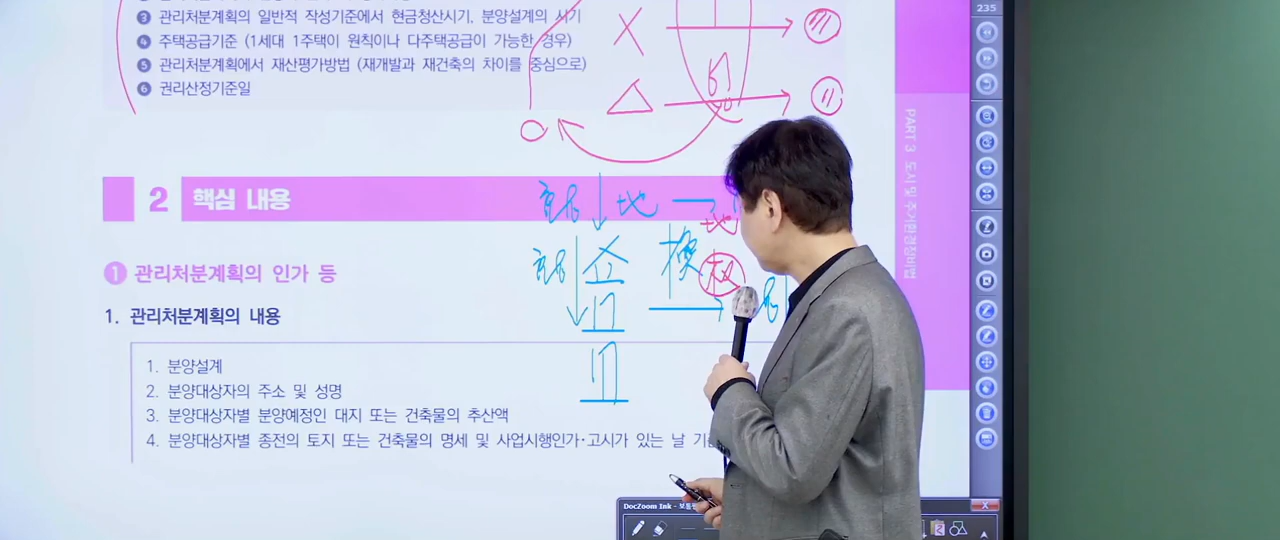 235
❸ 관리처분계획의 일반적 작성기준에서 현금청산시기, 분양설계의 시기
❹ 주택공급기준 (1세대 1주택이 원칙이나 다주택공급이 가능한 경우)
❺ 관리처분계획에서 재산평가방법 (재개발과 재건축의 차이를 중심으로)
❻ 권리산정기준일
PART 3 도시 및 주거환경정비법
2 핵심 내용
地
地
換
権
❶ 관리처분계획의 인가 등
1. 관리처분계획의 내용
1. 분양설계
2. 분양대상자의 주소 및 성명
3. 분양대상자별 분양예정인 대지 또는 건축물의 추산액
4. 분양대상자별 종전의 토지 또는 건축물의 명세 및 사업시행인가·고시가 있는 날
DocZoom Ink -